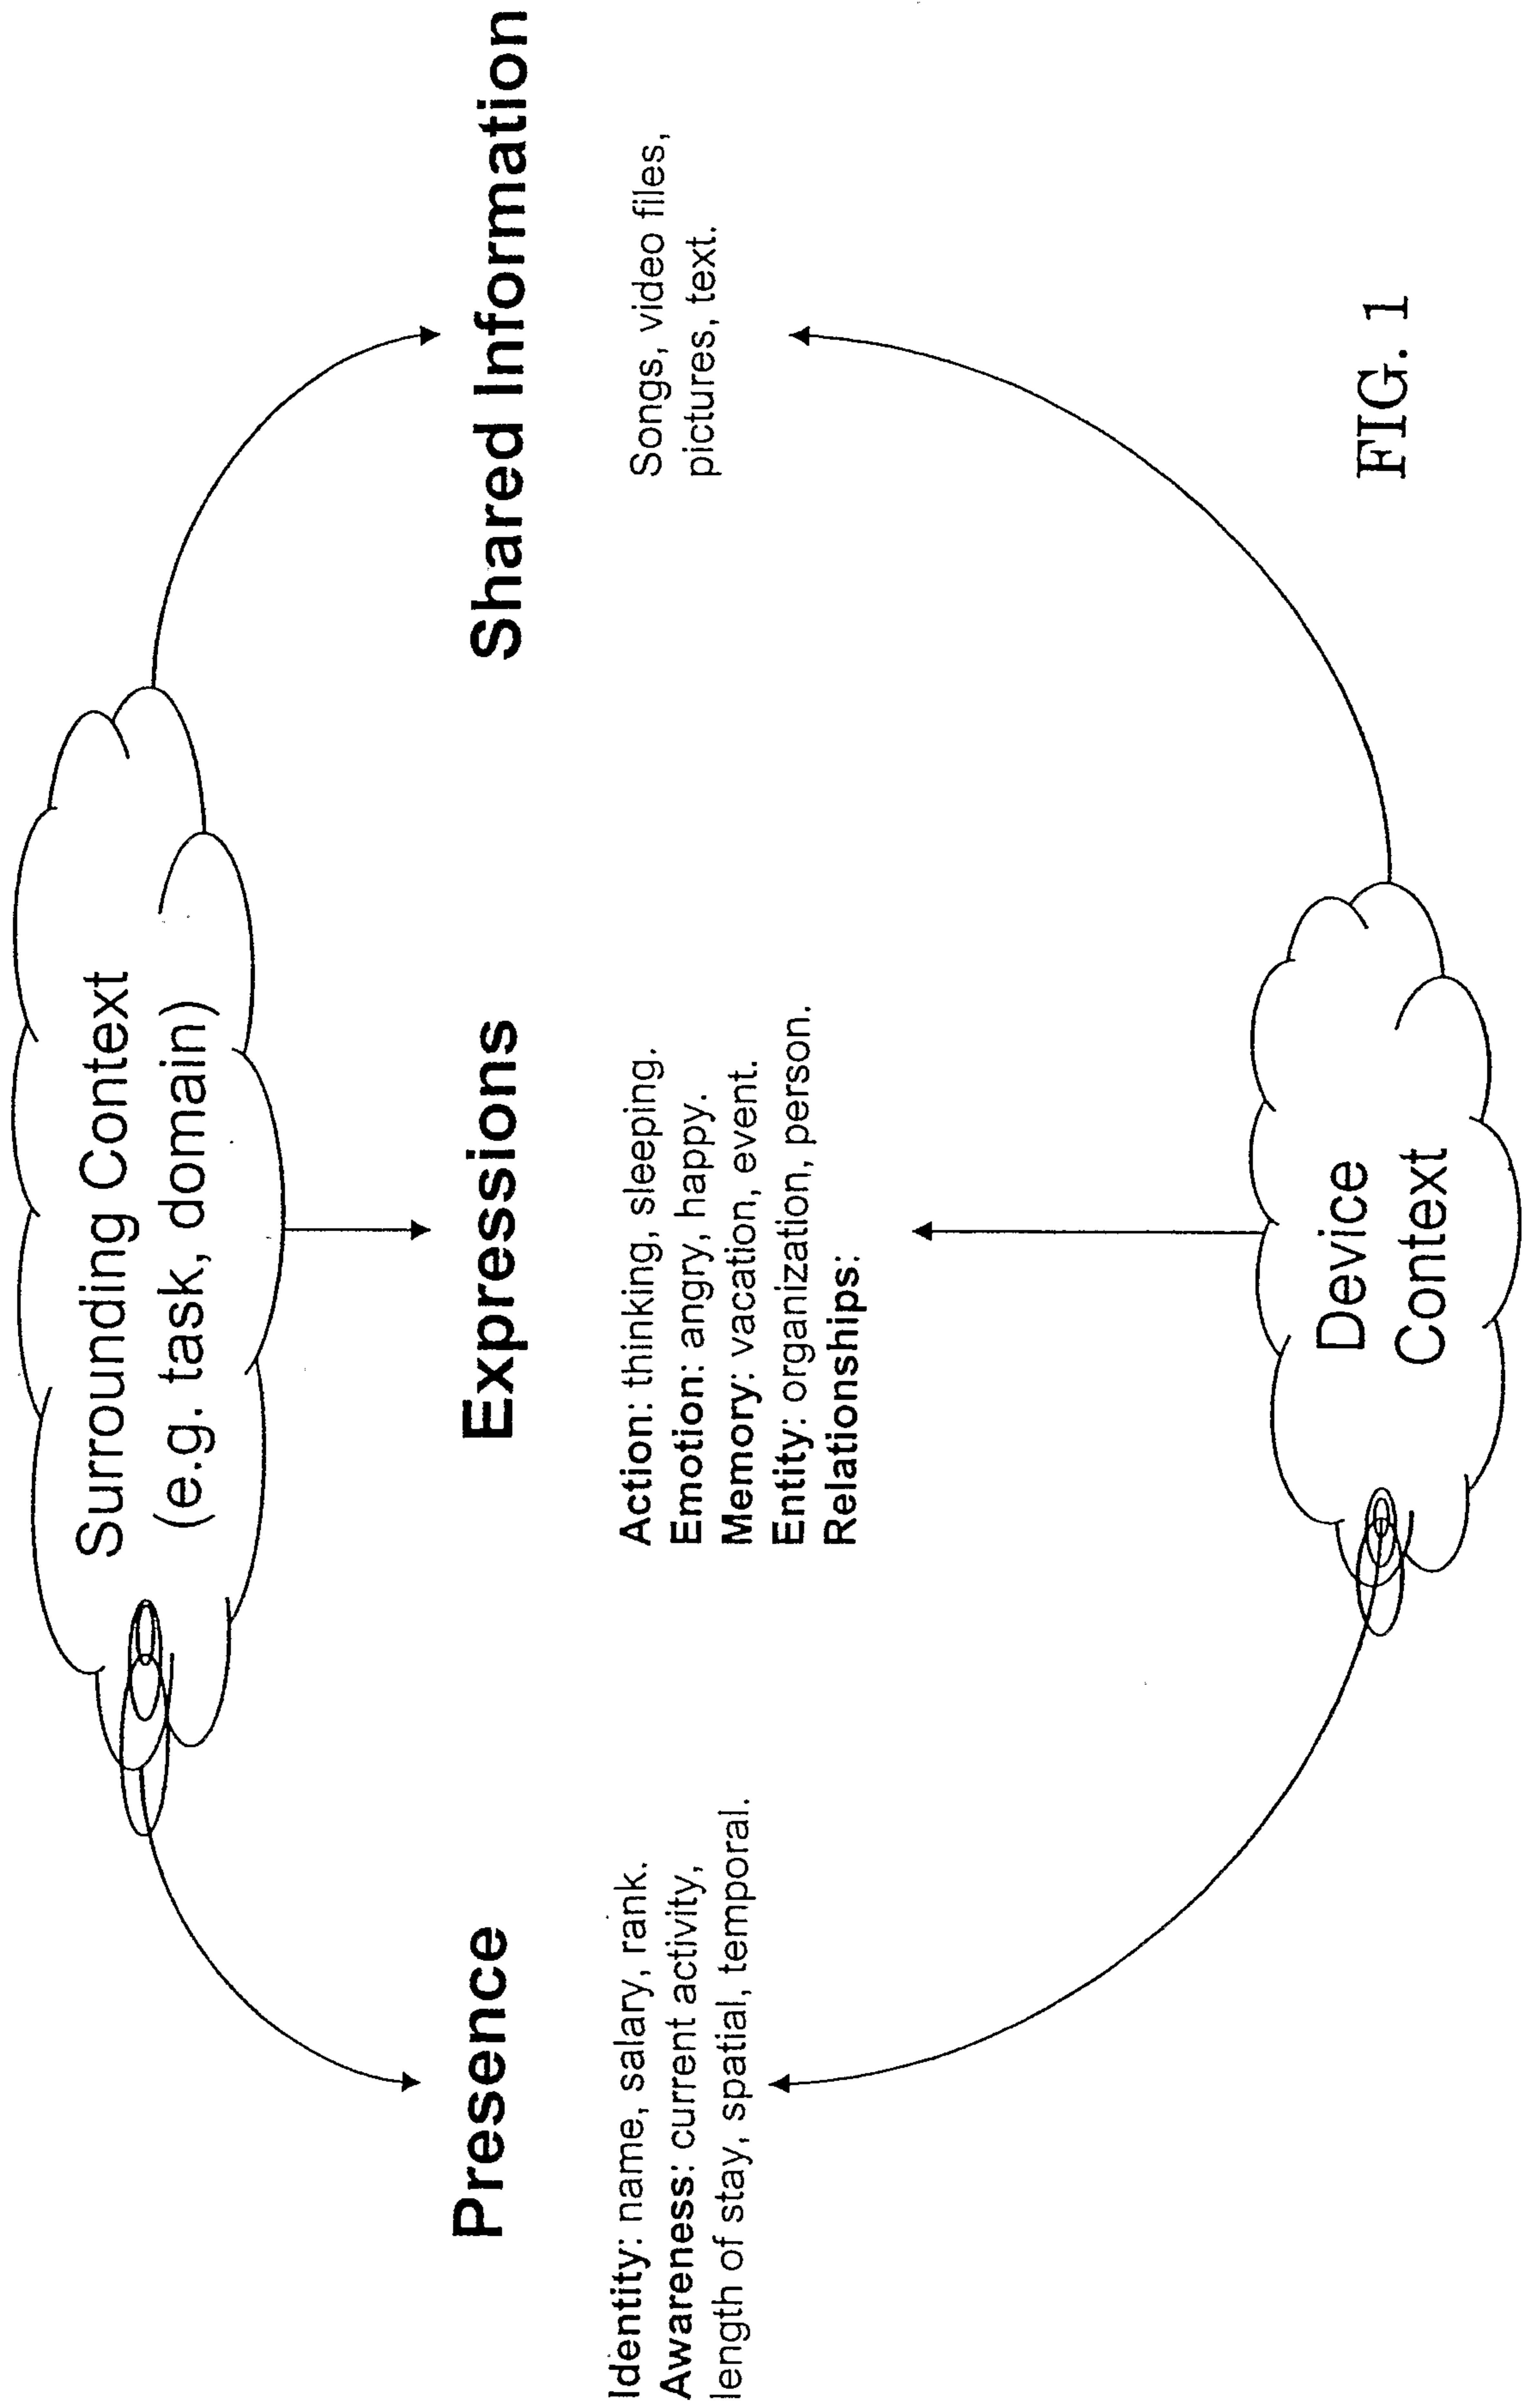 Surrounding Context
(e.g. task, domain)
Presence
Identity: name, salary, rank.
Awareness: current activity,
length of stay, spatial, temporal.
Expressions
Action: thinking, sleeping.
Emotion: angry, happy.
Memory: vacation, event.
Entity: organization, person.
Relationships:
Shared Information
Songs, video files,
pictures, text.
Device
Context
FIG. 1